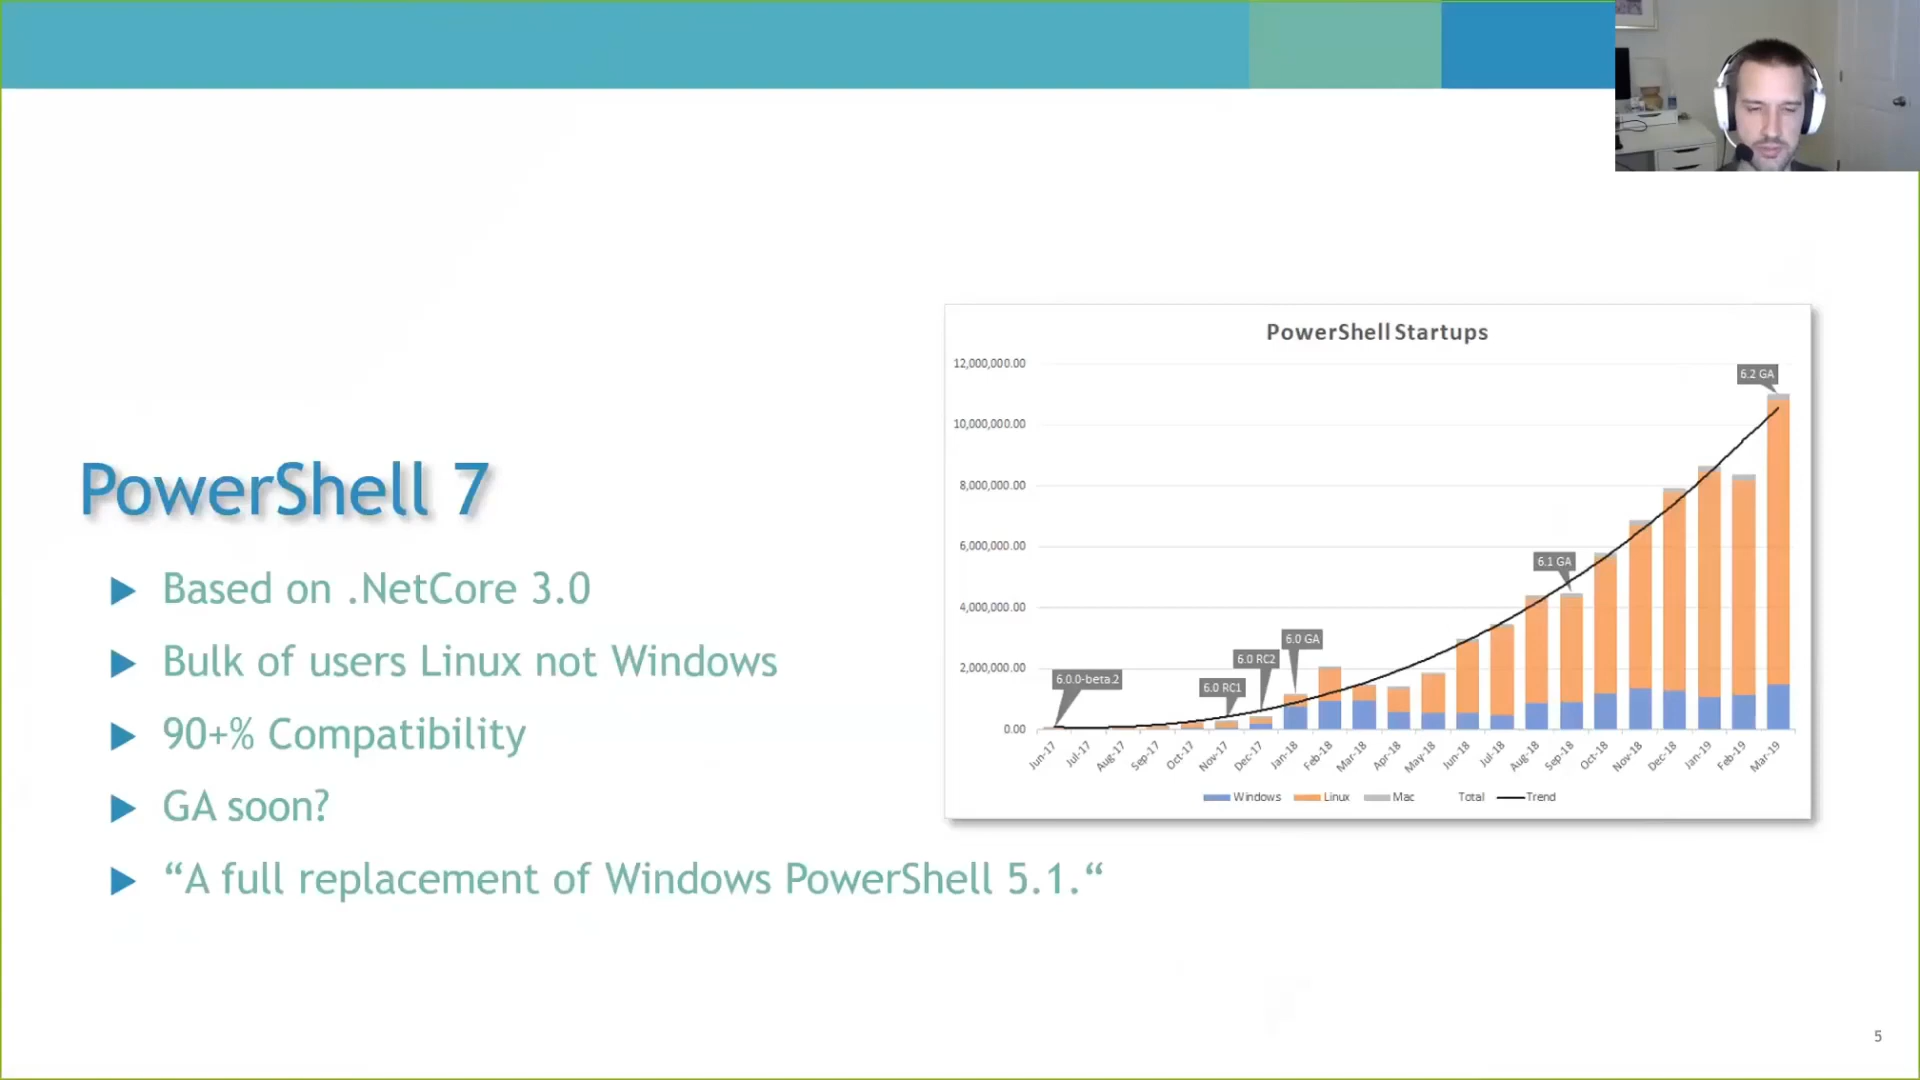 PowerShell 7
Based on .NetCore 3.0
Bulk of users Linux not Windows
90+% Compatibility
GA soon?
“A full replacement of Windows PowerShell 5.1.“
PowerShell Startups
12,000,000.00
10,000,000.00
8,000,000.00
6,000,000.00
4,000,000.00
2,000,000.00
0.00
6.0.0-beta.2
6.0 RC1
6.0 RC2
6.0 GA
6.1 GA
6.2 GA
Jun-17 Jul-17 Aug-17 Sep-17 Oct-17 Nov-17 Dec-17 Jan-18 Feb-18 Mar-18 Apr-18 May-18 Jun-18 Jul-18 Aug-18 Sep-18 Oct-18 Nov-18 Dec-18 Jan-19 Feb-19 Mar-19
Windows Linux Mac Total Trend
5